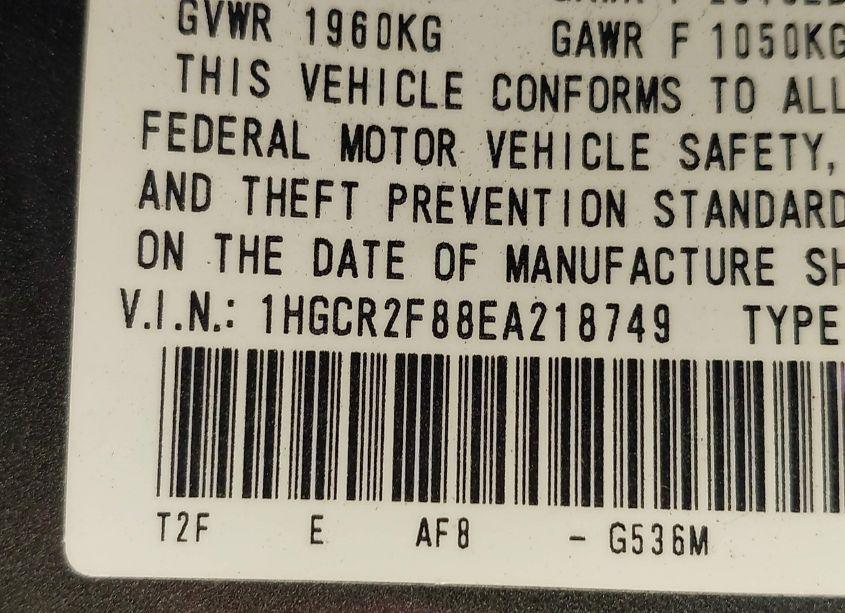 GVWR 1960KG GAWR F 1050KG
THIS VEHICLE CONFORMS TO ALL
FEDERAL MOTOR VEHICLE SAFETY,
AND THEFT PREVENTION STANDARD
ON THE DATE OF MANUFACTURE SH
V.I.N.: 1HGCR2F88EA218749 TYPE
T2F E AF8 - G536M